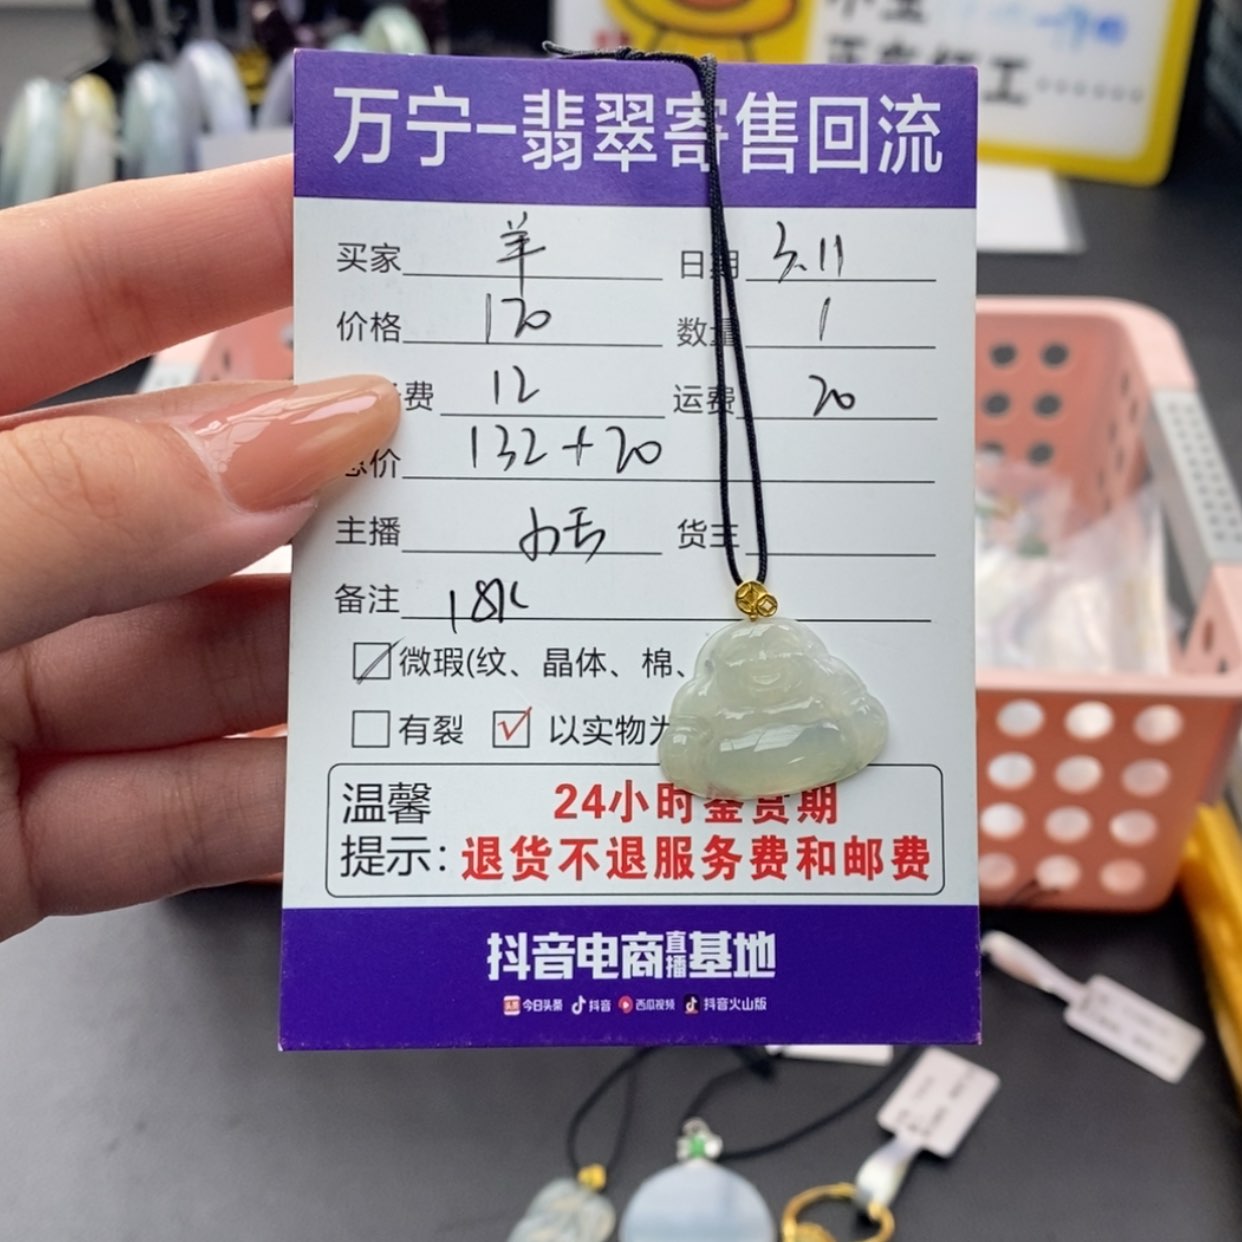 万宁-翡翠寄售回流
买家 羊 日期 3.11
价格 120 数量 1
费 12 运费 20
总价 132+20
主播 货主
备注 18K
微瑕(纹、晶体、棉、
有裂 以实物为
温馨 24小时鉴赏期
提示: 退货不退服务费和邮费
抖音电商直播基地
今日头条 抖音 西瓜视频 抖音火山版